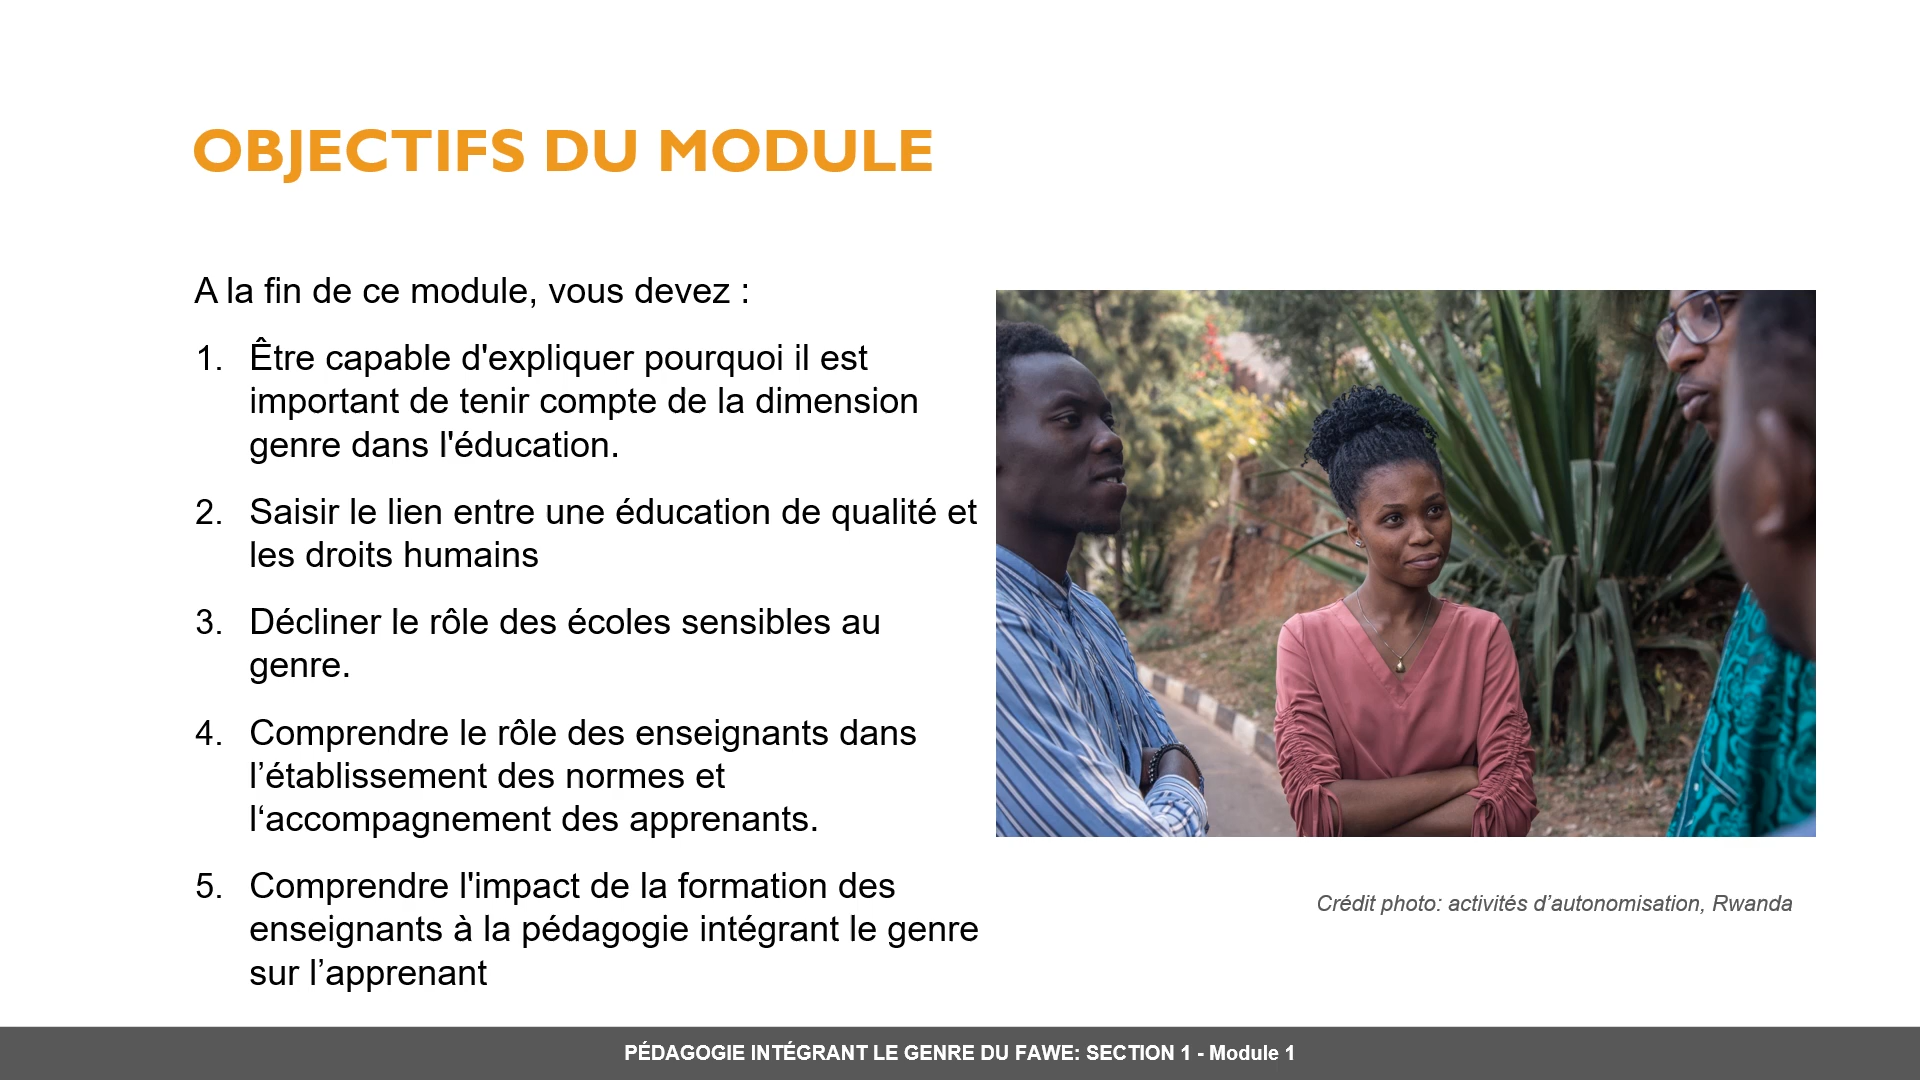 OBJECTIFS DU MODULE
A la fin de ce module, vous devez :
1. Être capable d'expliquer pourquoi il est
important de tenir compte de la dimension
genre dans l'éducation.
2. Saisir le lien entre une éducation de qualité et
les droits humains
3. Décliner le rôle des écoles sensibles au
genre.
4. Comprendre le rôle des enseignants dans
l’établissement des normes et
l‘accompagnement des apprenants.
5. Comprendre l'impact de la formation des
enseignants à la pédagogie intégrant le genre
sur l’apprenant
Crédit photo: activités d’autonomisation, Rwanda
PÉDAGOGIE INTÉGRANT LE GENRE DU FAWE: SECTION 1 - Module 1